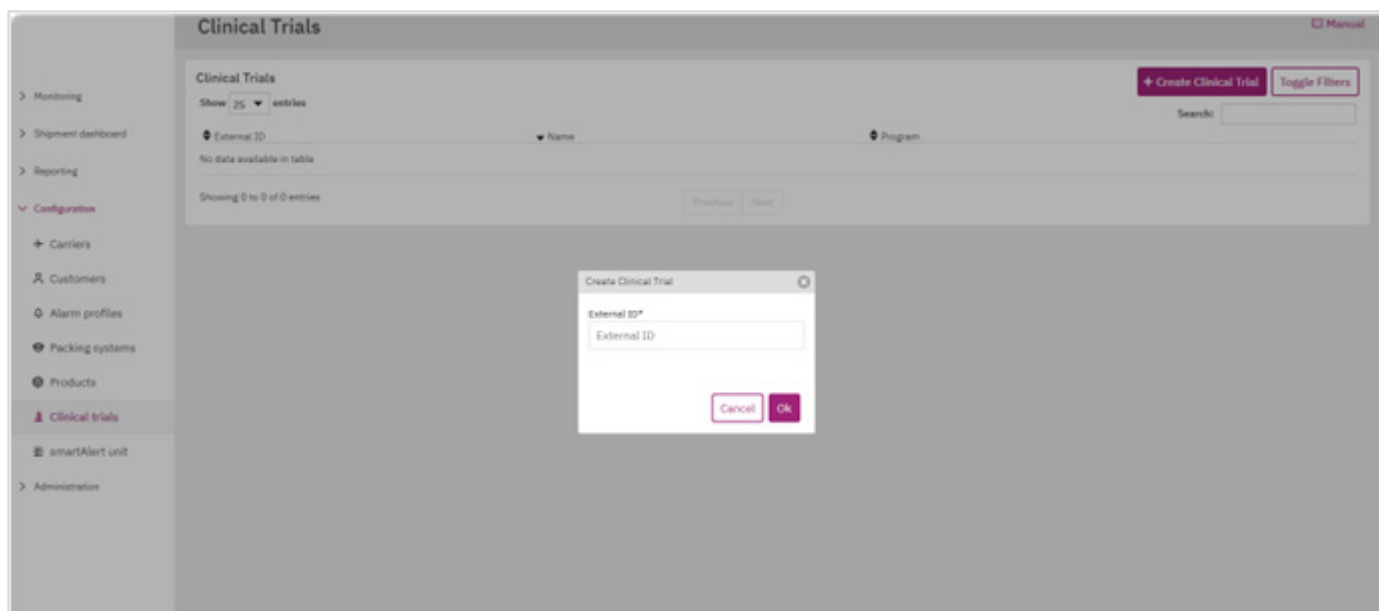 Clinical Trials
Manual
Monitoring
Shipment dashboard
Reporting
Configuration
Carriers
Customers
Alarm profiles
Packing systems
Products
Clinical trials
smartAlert unit
Administration
Clinical Trials
+ Create Clinical Trial Toggle Filters
Show 25 entries
Search:
External ID Name Program
No data available in table
Showing 0 to 0 of 0 entries
Previous Next
Create Clinical Trial
External ID*
External ID
Cancel Ok